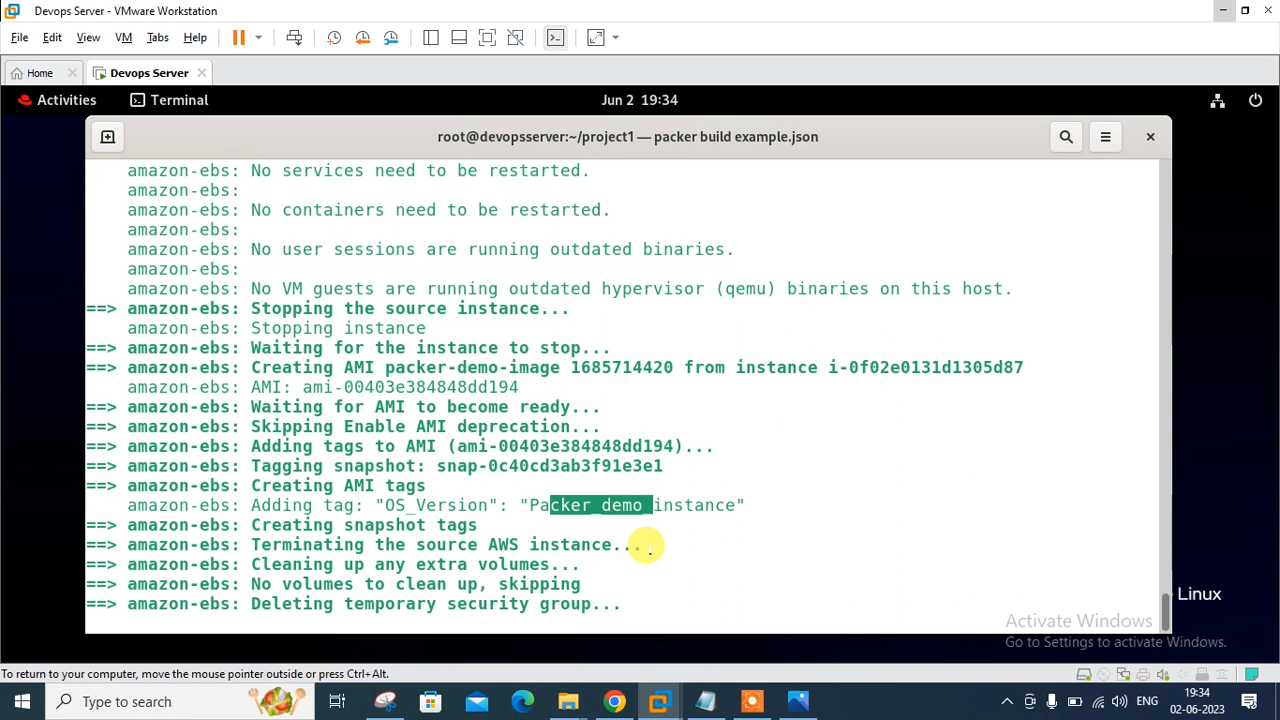 Devops Server - VMware Workstation
File Edit View VM Tabs Help
Home Devops Server
Activities Terminal Jun 2 19:34
root@devopsserver:~/project1 — packer build example.json
amazon-ebs: No services need to be restarted.
amazon-ebs:
amazon-ebs: No containers need to be restarted.
amazon-ebs:
amazon-ebs: No user sessions are running outdated binaries.
amazon-ebs:
amazon-ebs: No VM guests are running outdated hypervisor (qemu) binaries on this host.
==> amazon-ebs: Stopping the source instance...
amazon-ebs: Stopping instance
==> amazon-ebs: Waiting for the instance to stop...
==> amazon-ebs: Creating AMI packer-demo-image 1685714420 from instance i-0f02e0131d1305d87
amazon-ebs: AMI: ami-00403e384848dd194
==> amazon-ebs: Waiting for AMI to become ready...
==> amazon-ebs: Skipping Enable AMI deprecation...
==> amazon-ebs: Adding tags to AMI (ami-00403e384848dd194)...
==> amazon-ebs: Tagging snapshot: snap-0c40cd3ab3f91e3e1
==> amazon-ebs: Creating AMI tags
amazon-ebs: Adding tag: "OS_Version": "Packer_demo_instance"
==> amazon-ebs: Creating snapshot tags
==> amazon-ebs: Terminating the source AWS instance...
==> amazon-ebs: Cleaning up any extra volumes...
==> amazon-ebs: No volumes to clean up, skipping
==> amazon-ebs: Deleting temporary security group...
Linux
Activate Windows
Go to Settings to activate Windows.
To return to your computer, move the mouse pointer outside or press Ctrl+Alt.
Type to search
ENG
19:34
02-06-2023